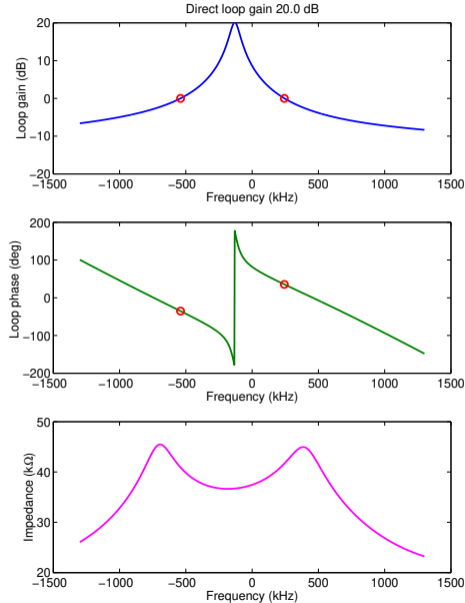 Direct loop gain 20.0 dB
20
10
0
−10
−20
Loop gain (dB)
−1500 −1000 −500 0 500 1000 1500
Frequency (kHz)
200
100
0
−100
−200
Loop phase (deg)
−1500 −1000 −500 0 500 1000 1500
Frequency (kHz)
50
40
30
20
Impedance (kΩ)
−1500 −1000 −500 0 500 1000 1500
Frequency (kHz)